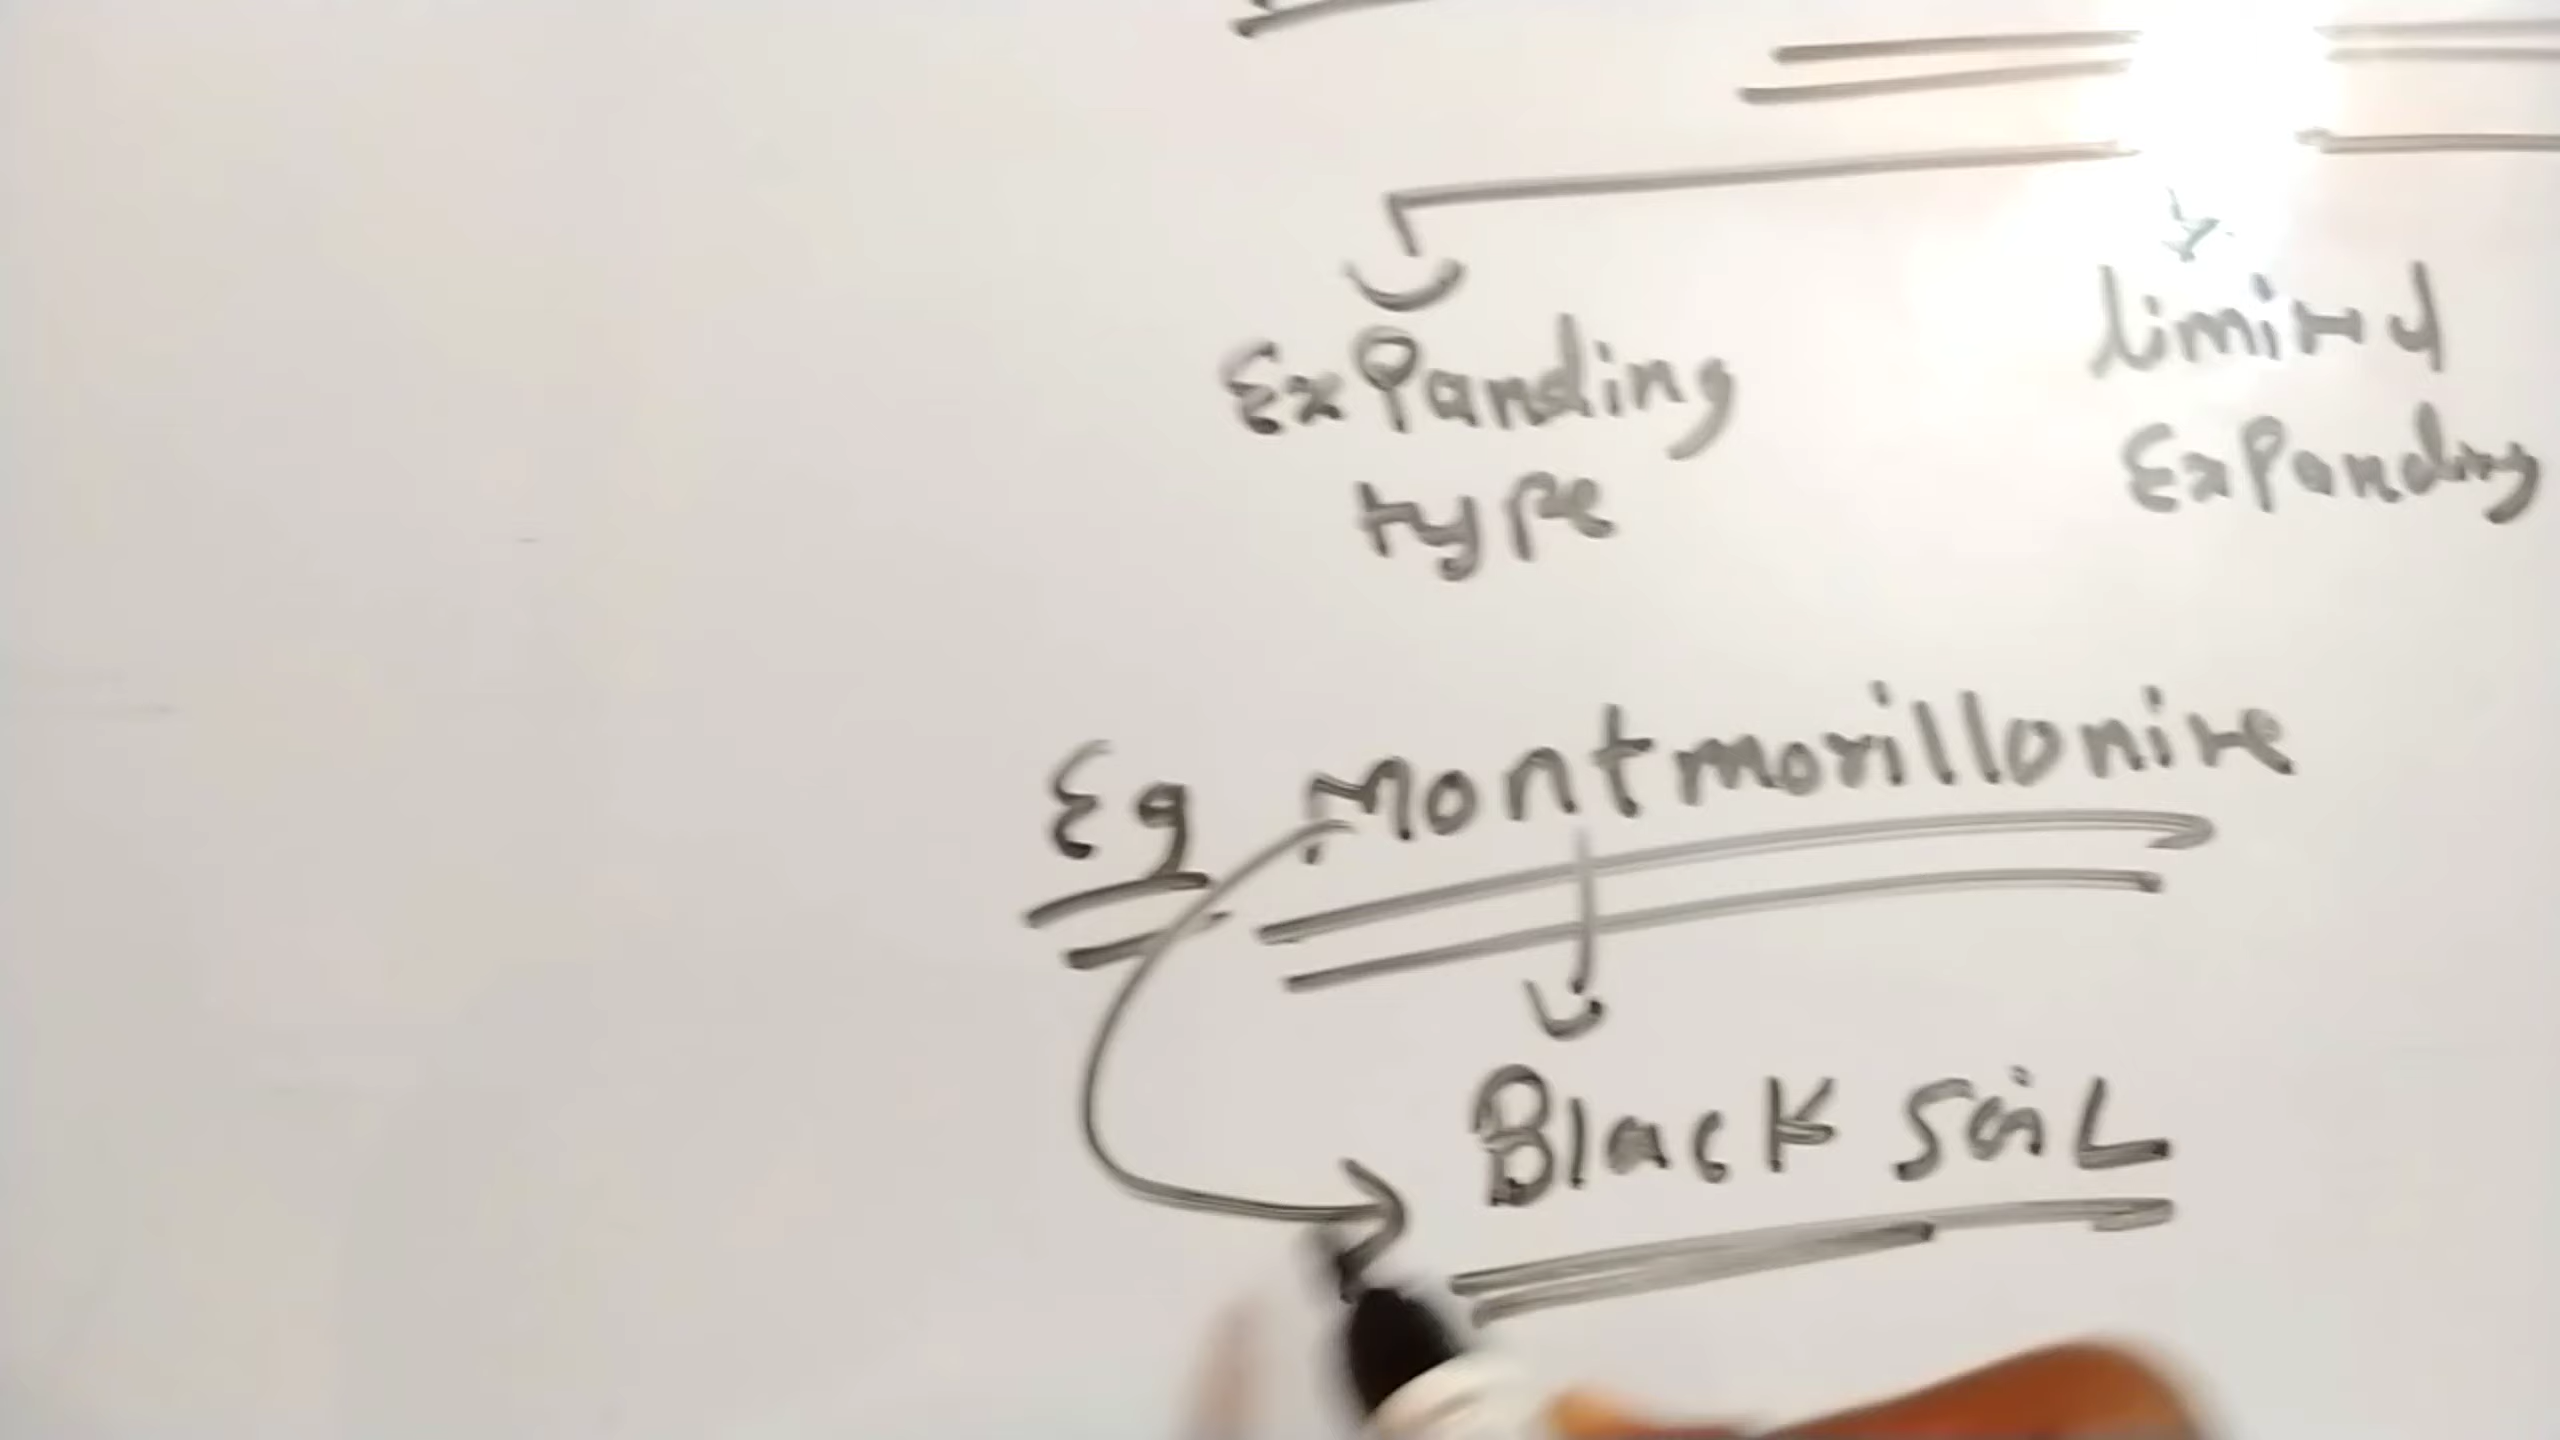 Expanding
type
limited
Expanding
Eg Montmorillonite
Black Soil